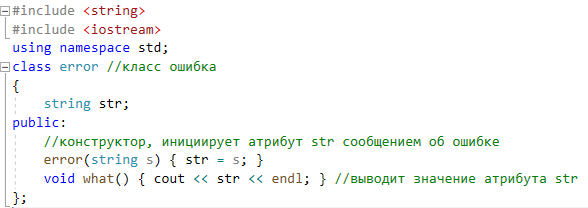 #include <string>
#include <iostream>
using namespace std;
class error //класс ошибка
{
string str;
public:
//конструктор, инициирует атрибут str сообщением об ошибке
error(string s) { str = s; }
void what() { cout << str << endl; } //выводит значение атрибута str
};